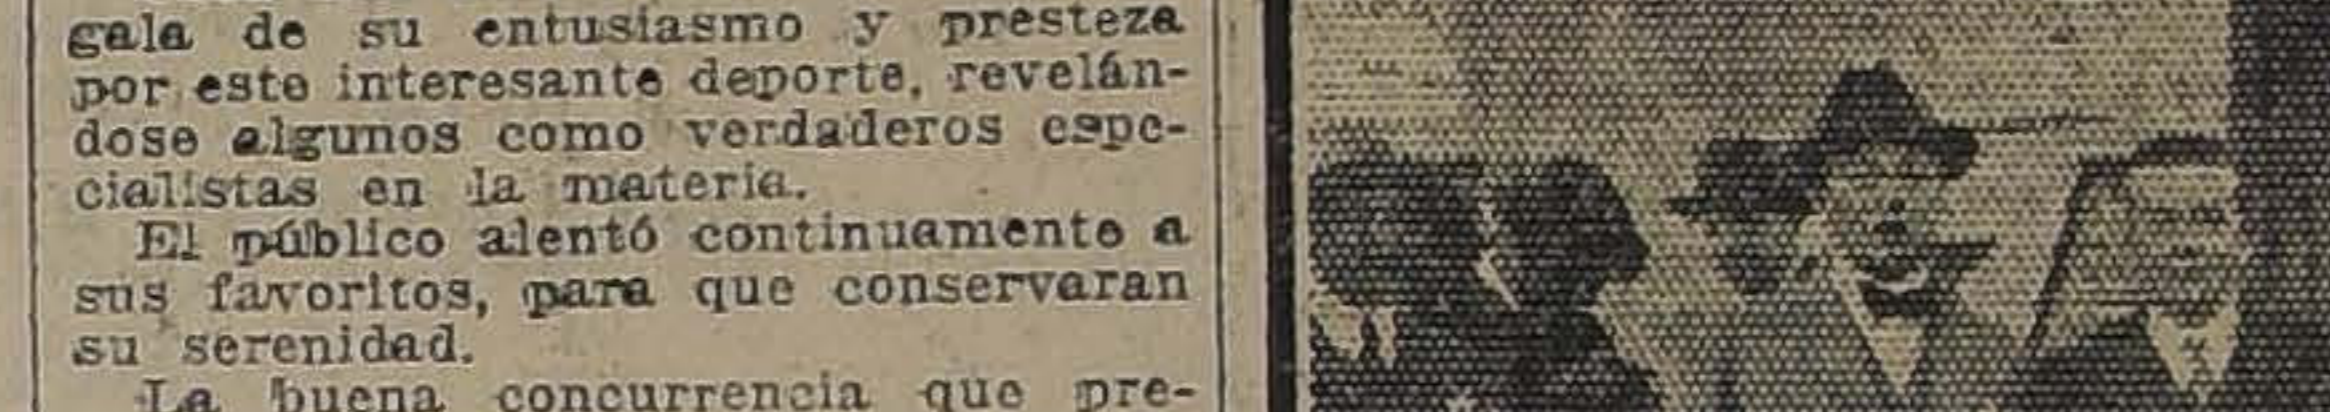 gala de su entusiasmo y presteza
por este interesante deporte, revelán-
dose algunos como verdaderos espe-
cialistas en la materia.
El público alentó continuamente a
sus favoritos, para que conservaran
su serenidad.
La buena concurrencia que pre-